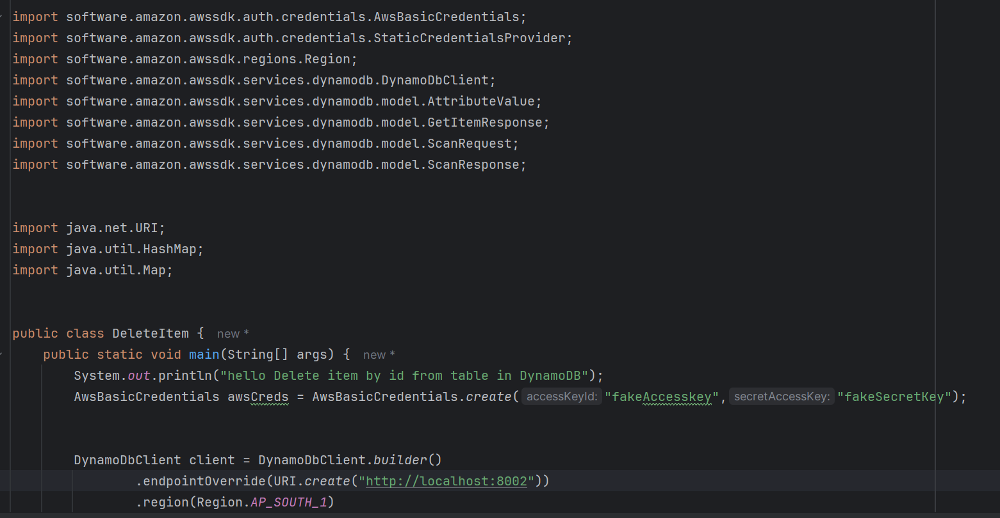 import software.amazon.awssdk.auth.credentials.AwsBasicCredentials;
import software.amazon.awssdk.auth.credentials.StaticCredentialsProvider;
import software.amazon.awssdk.regions.Region;
import software.amazon.awssdk.services.dynamodb.DynamoDbClient;
import software.amazon.awssdk.services.dynamodb.model.AttributeValue;
import software.amazon.awssdk.services.dynamodb.model.GetItemResponse;
import software.amazon.awssdk.services.dynamodb.model.ScanRequest;
import software.amazon.awssdk.services.dynamodb.model.ScanResponse;
import java.net.URI;
import java.util.HashMap;
import java.util.Map;
public class DeleteItem { new *
public static void main(String[] args) { new *
System.out.println("hello Delete item by id from table in DynamoDB");
AwsBasicCredentials awsCreds = AwsBasicCredentials.create( accessKeyId: "fakeAccesskey", secretAccessKey: "fakeSecretKey");
DynamoDbClient client = DynamoDbClient.builder()
.endpointOverride(URI.create("http://localhost:8002"))
.region(Region.AP_SOUTH_1)